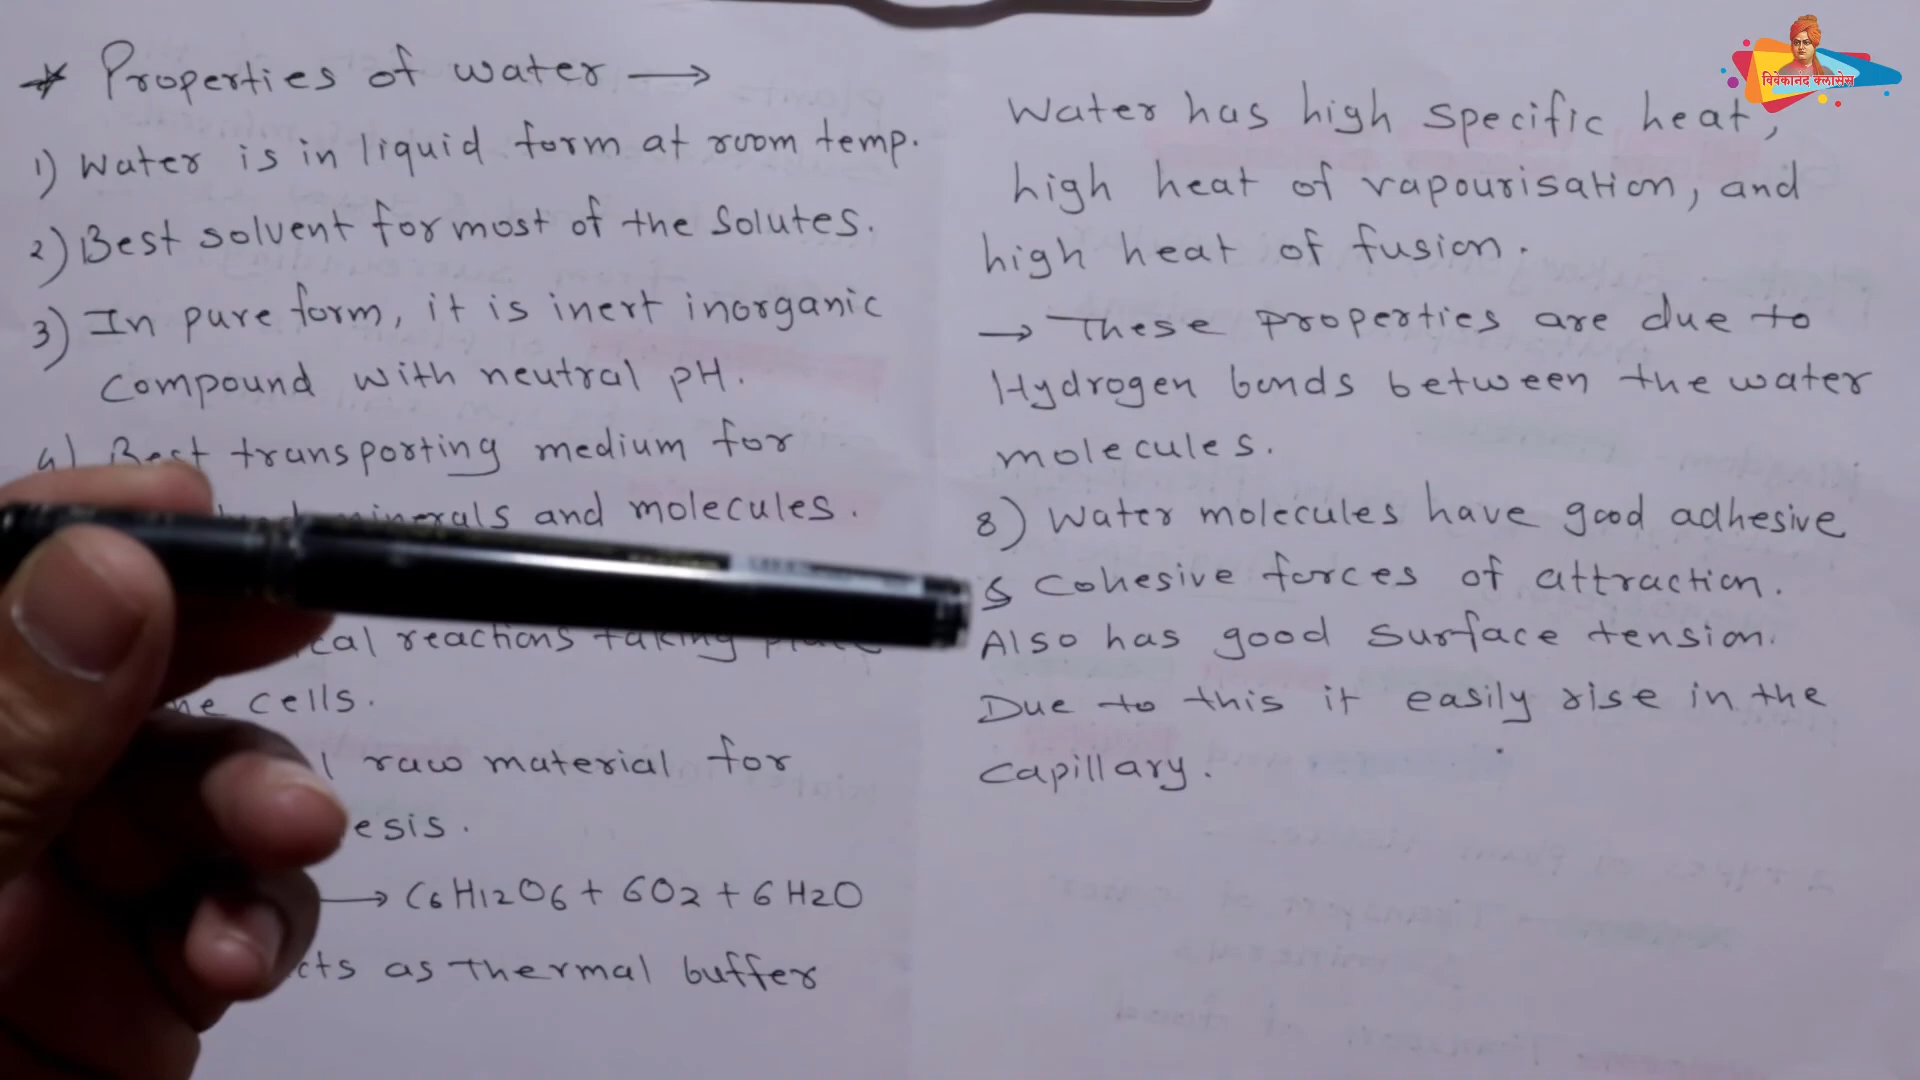 * Properties of water →
1) Water is in liquid form at room temp.
2) Best solvent for most of the solutes.
3) In pure form, it is inert inorganic
compound with neutral pH.
4) Best transporting medium for
minerals and molecules.
reactions taking place
cells.
raw material for
→ C6H12O6 + 6O2 + 6H2O
as thermal buffer
Water has high specific heat,
high heat of vapourisation, and
high heat of fusion.
→ These properties are due to
Hydrogen bonds between the water
molecules.
8) Water molecules have good adhesive
& cohesive forces of attraction.
Also has good surface tension.
Due to this it easily rise in the
capillary.
विवेकानंद क्लासेस